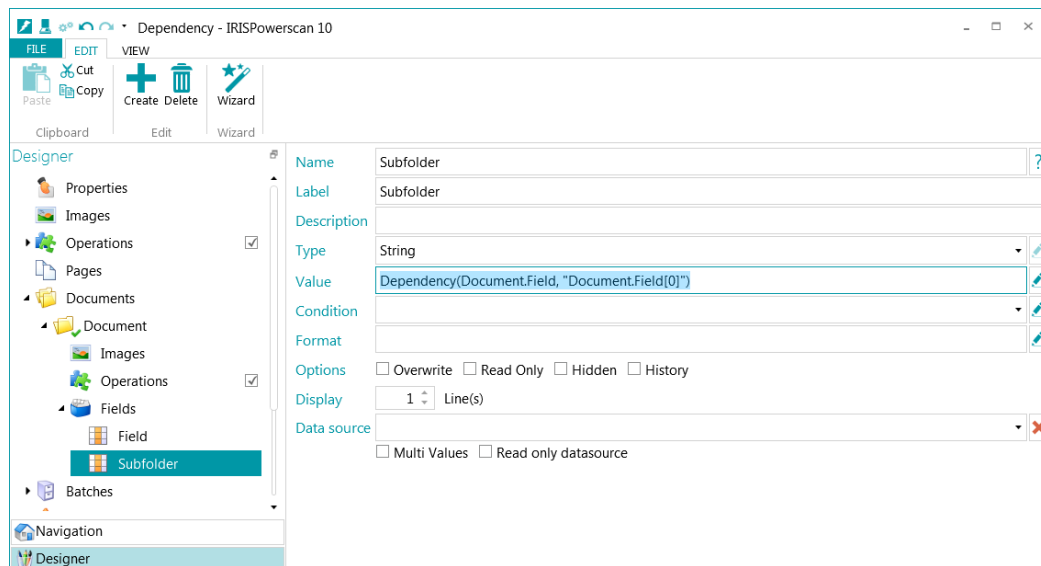 Dependency - IRISPowerscan 10
FILE EDIT VIEW
Paste Cut Copy Create Delete Wizard
Clipboard Edit Wizard
Designer
Properties
Images
Operations
Pages
Documents
Document
Images
Operations
Fields
Field
Subfolder
Batches
Navigation
Designer
Name Subfolder ?
Label Subfolder
Description
Type String
Value Dependency(Document.Field, "Document.Field[0]")
Condition
Format
Options Overwrite Read Only Hidden History
Display 1 Line(s)
Data source
Multi Values Read only datasource